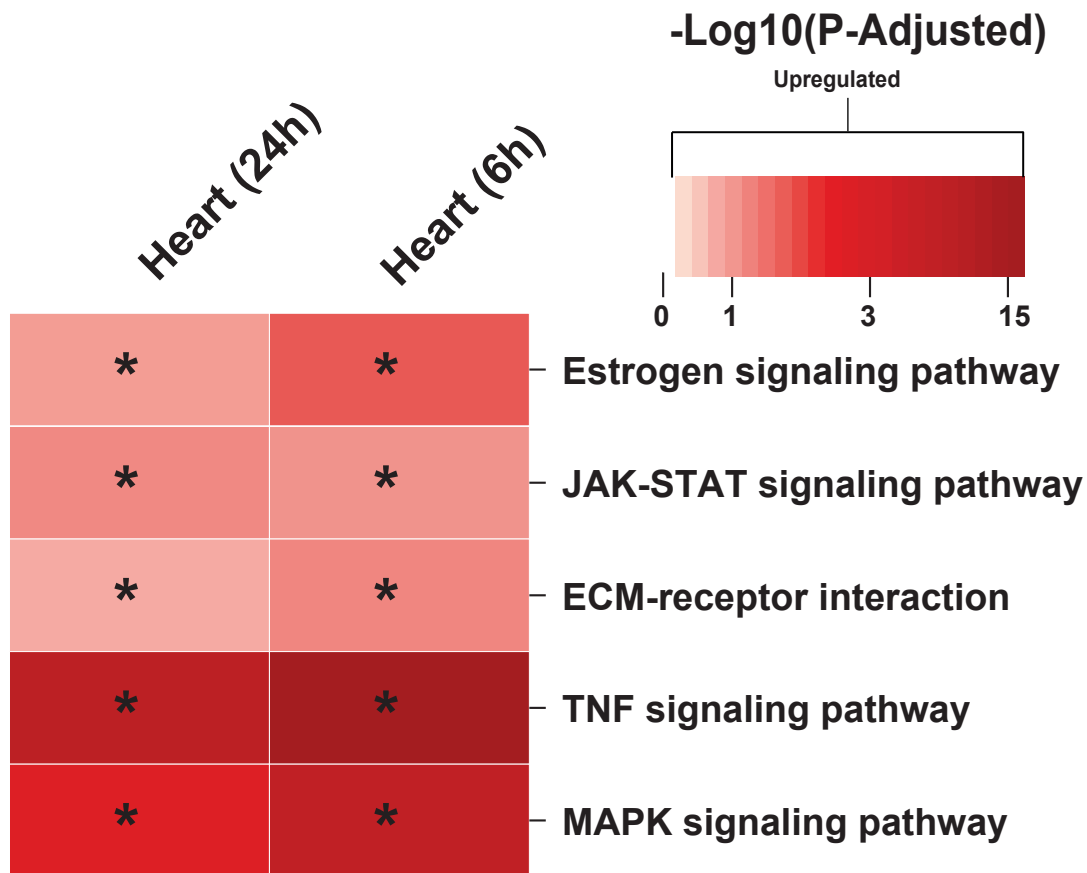 -Log10(P-Adjusted)
Upregulated
0 1 3 15
Heart (24h)
Heart (6h)
* * Estrogen signaling pathway
* * JAK-STAT signaling pathway
* * ECM-receptor interaction
* * TNF signaling pathway
* * MAPK signaling pathway